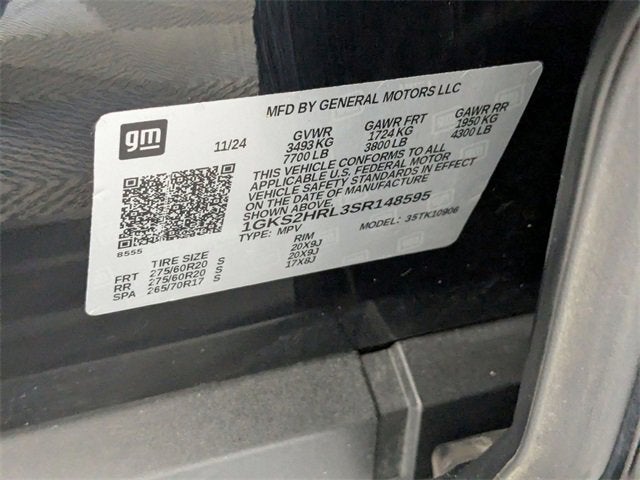 MFD BY GENERAL MOTORS LLC
gm
11/24
GVWR GAWR FRT GAWR RR
3493 KG 1724 KG 1950 KG
7700 LB 3800 LB 4300 LB
THIS VEHICLE CONFORMS TO ALL
APPLICABLE U.S. FEDERAL MOTOR
VEHICLE SAFETY STANDARDS IN EFFECT
ON THE DATE OF MANUFACTURE
SHOWN ABOVE.
1GKS2HRL3SR148595
TYPE: MPV MODEL: 35TK10906
8555
TIRE SIZE RIM
FRT 275/60R20 S 20X9J
RR 275/60R20 S 20X9J
SPA 265/70R17 S 17X8J